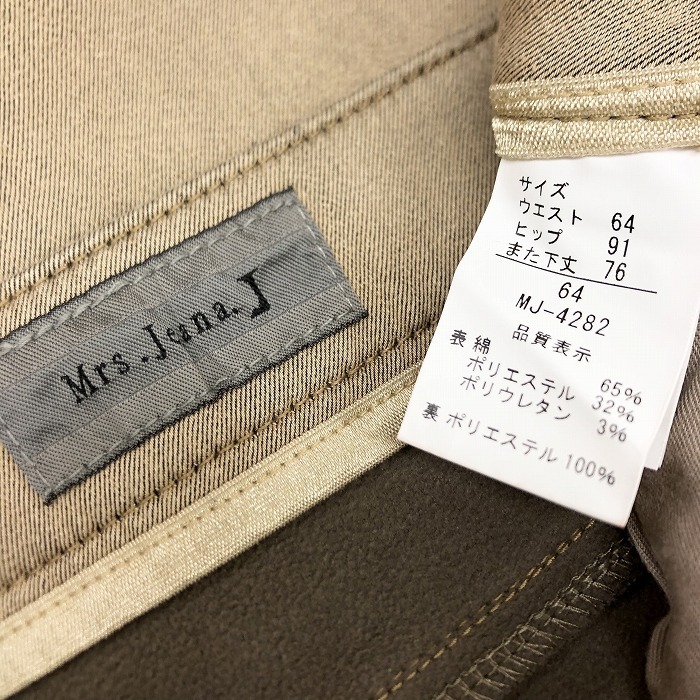 Mrs. Juna. J
サイズ
ウエスト 64
ヒップ 91
また下丈 76
64
MJ-4282
品質表示
表 綿 65%
ポリエステル 32%
ポリウレタン 3%
裏 ポリエステル 100%